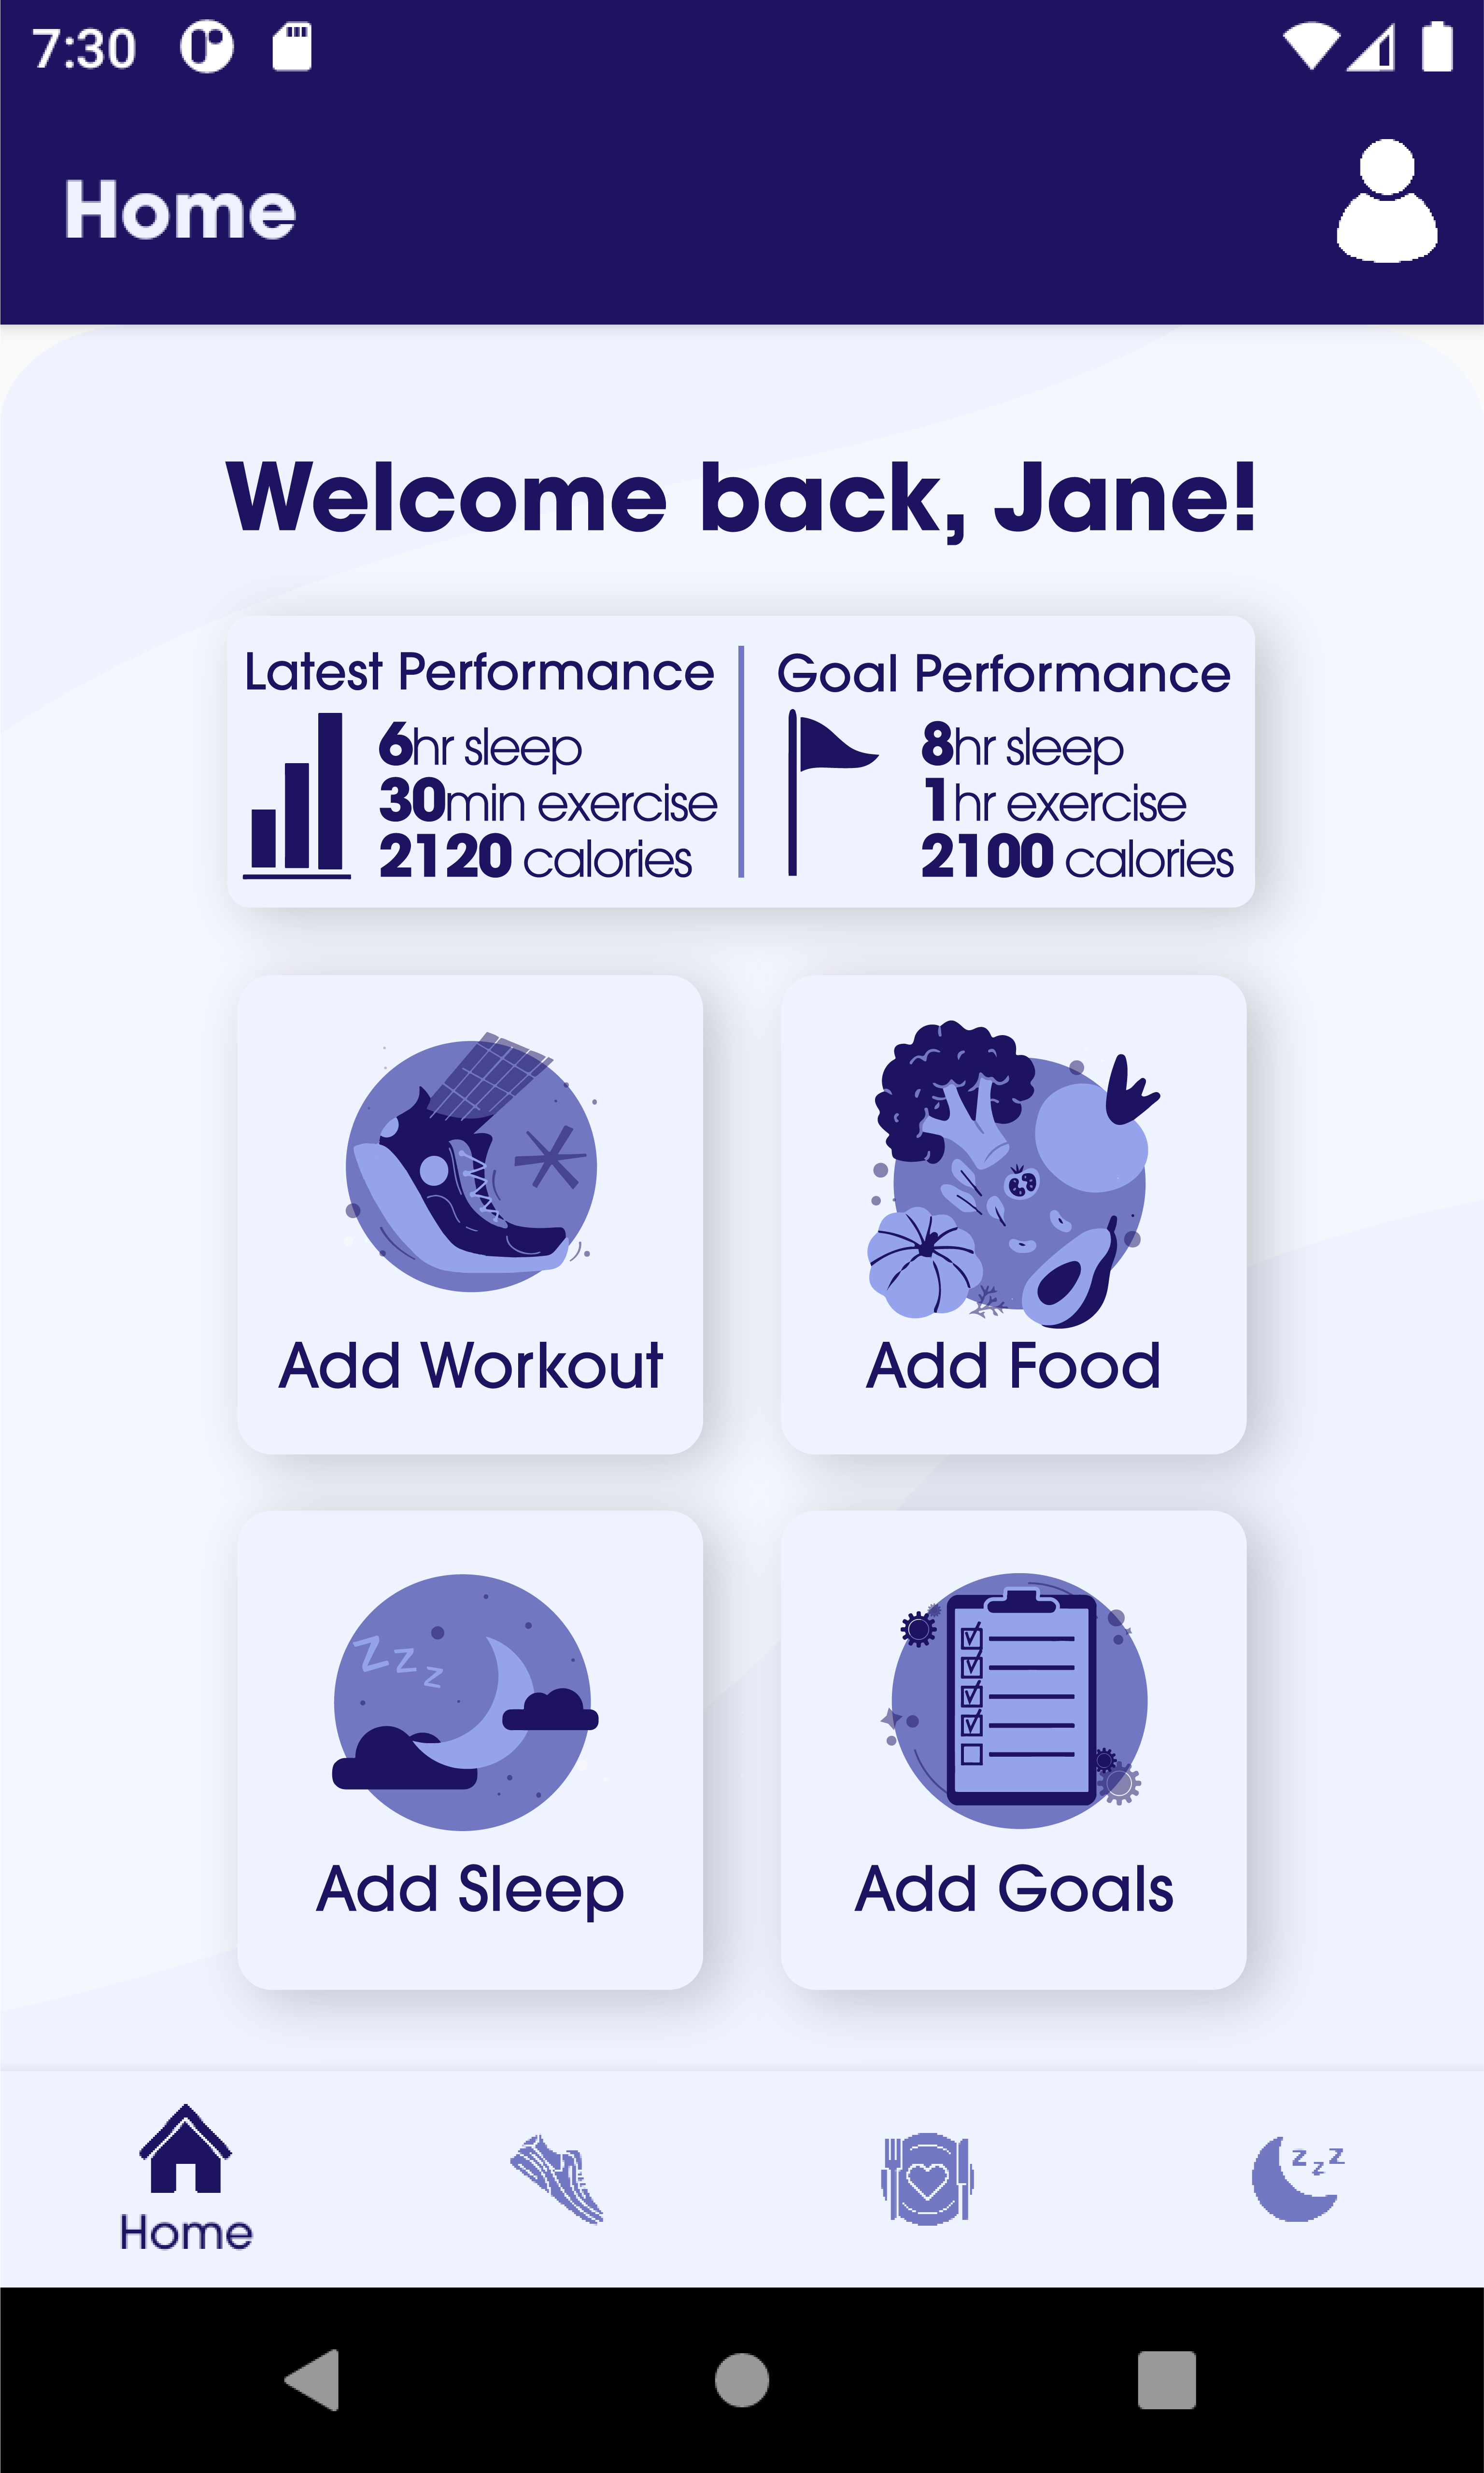 7:30
Home
Welcome back, Jane!
Latest Performance
6hr sleep
30min exercise
2120 calories
Goal Performance
8hr sleep
1hr exercise
2100 calories
Add Workout
Add Food
z z z
Add Sleep
Add Goals
z z z
Home